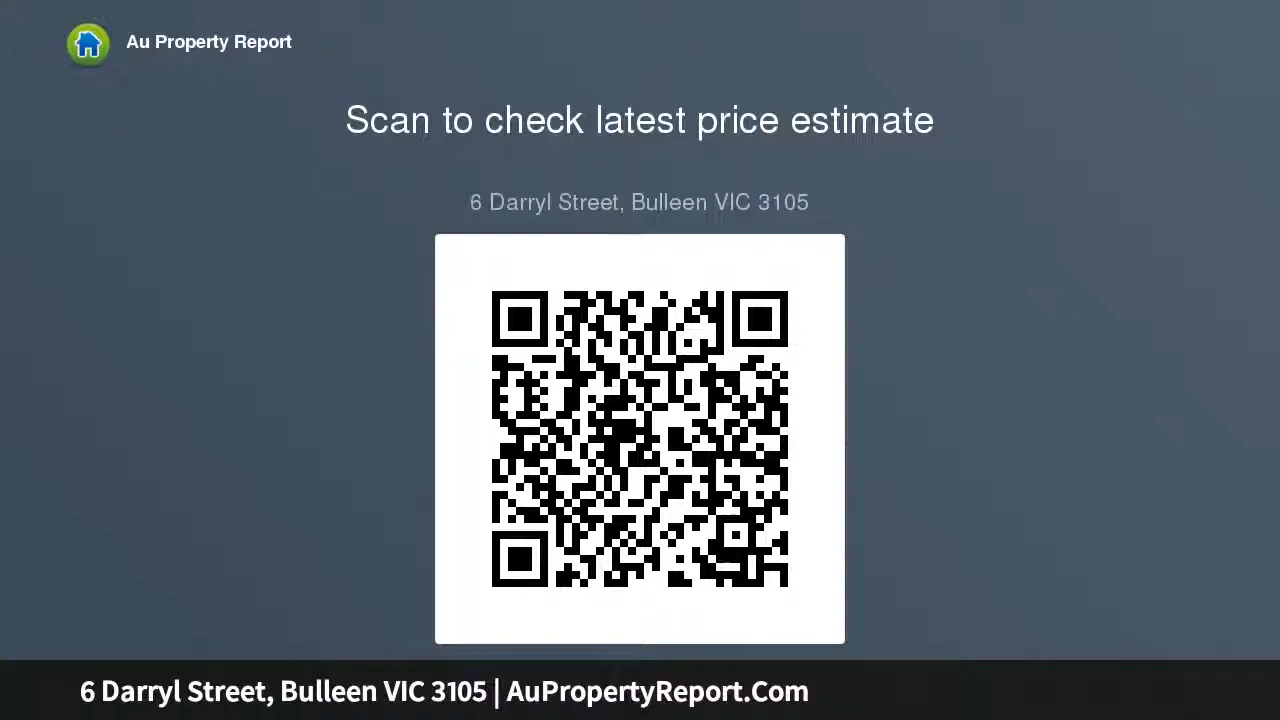 Au Property Report
Scan to check latest price estimate
6 Darryl Street, Bulleen VIC 3105
6 Darryl Street, Bulleen VIC 3105 | AuPropertyReport.Com